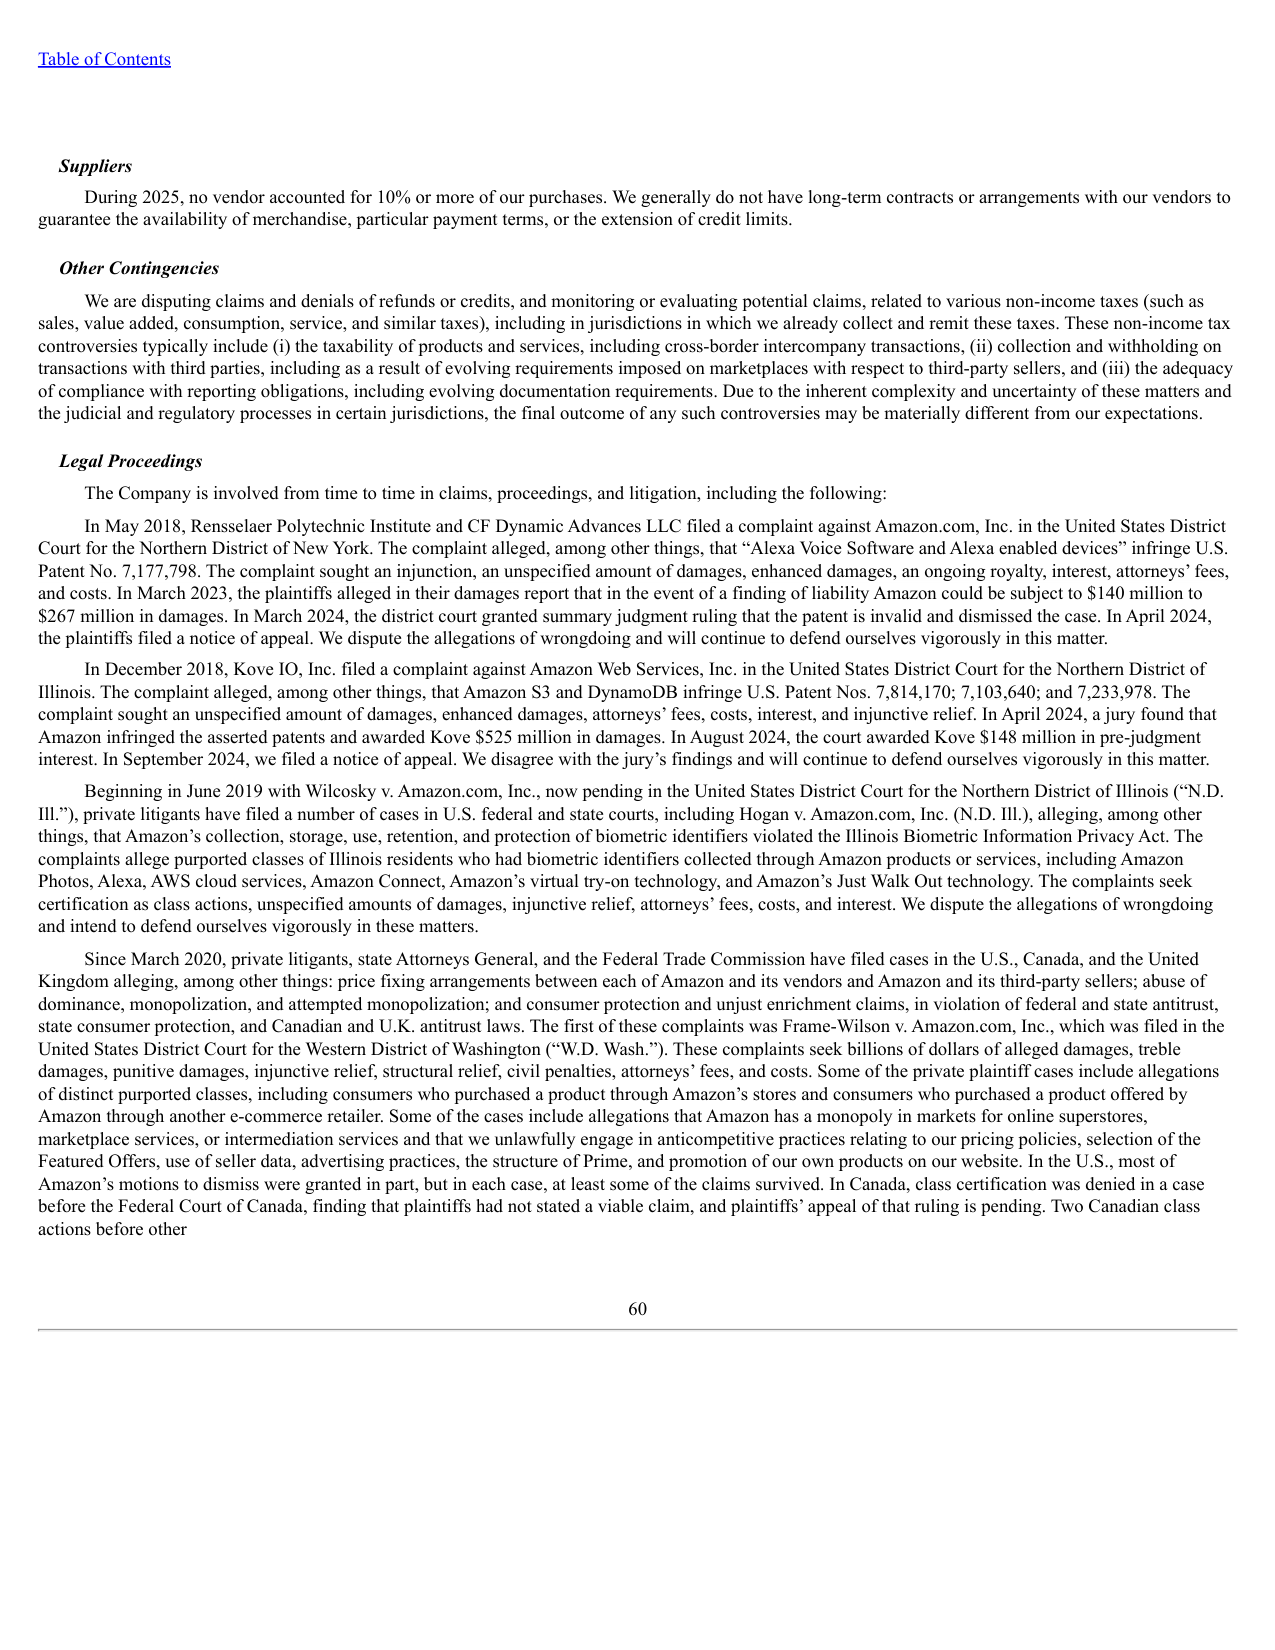 Table of Contents
Suppliers
During 2025, no vendor accounted for 10% or more of our purchases. We generally do not have long-term contracts or arrangements with our vendors to
guarantee the availability of merchandise, particular payment terms, or the extension of credit limits.
Other Contingencies
We are disputing claims and denials of refunds or credits, and monitoring or evaluating potential claims, related to various non-income taxes (such as
sales, value added, consumption, service, and similar taxes), including in jurisdictions in which we already collect and remit these taxes. These non-income tax
controversies typically include (i) the taxability of products and services, including cross-border intercompany transactions, (ii) collection and withholding on
transactions with third parties, including as a result of evolving requirements imposed on marketplaces with respect to third-party sellers, and (iii) the adequacy
of compliance with reporting obligations, including evolving documentation requirements. Due to the inherent complexity and uncertainty of these matters and
the judicial and regulatory processes in certain jurisdictions, the final outcome of any such controversies may be materially different from our expectations.
Legal Proceedings
The Company is involved from time to time in claims, proceedings, and litigation, including the following:
In May 2018, Rensselaer Polytechnic Institute and CF Dynamic Advances LLC filed a complaint against Amazon.com, Inc. in the United States District
Court for the Northern District of New York. The complaint alleged, among other things, that “Alexa Voice Software and Alexa enabled devices” infringe U.S.
Patent No. 7,177,798. The complaint sought an injunction, an unspecified amount of damages, enhanced damages, an ongoing royalty, interest, attorneys’ fees,
and costs. In March 2023, the plaintiffs alleged in their damages report that in the event of a finding of liability Amazon could be subject to $140 million to
$267 million in damages. In March 2024, the district court granted summary judgment ruling that the patent is invalid and dismissed the case. In April 2024,
the plaintiffs filed a notice of appeal. We dispute the allegations of wrongdoing and will continue to defend ourselves vigorously in this matter.
In December 2018, Kove IO, Inc. filed a complaint against Amazon Web Services, Inc. in the United States District Court for the Northern District of
Illinois. The complaint alleged, among other things, that Amazon S3 and DynamoDB infringe U.S. Patent Nos. 7,814,170; 7,103,640; and 7,233,978. The
complaint sought an unspecified amount of damages, enhanced damages, attorneys’ fees, costs, interest, and injunctive relief. In April 2024, a jury found that
Amazon infringed the asserted patents and awarded Kove $525 million in damages. In August 2024, the court awarded Kove $148 million in pre-judgment
interest. In September 2024, we filed a notice of appeal. We disagree with the jury’s findings and will continue to defend ourselves vigorously in this matter.
Beginning in June 2019 with Wilcosky v. Amazon.com, Inc., now pending in the United States District Court for the Northern District of Illinois (“N.D.
Ill.”), private litigants have filed a number of cases in U.S. federal and state courts, including Hogan v. Amazon.com, Inc. (N.D. Ill.), alleging, among other
things, that Amazon’s collection, storage, use, retention, and protection of biometric identifiers violated the Illinois Biometric Information Privacy Act. The
complaints allege purported classes of Illinois residents who had biometric identifiers collected through Amazon products or services, including Amazon
Photos, Alexa, AWS cloud services, Amazon Connect, Amazon’s virtual try-on technology, and Amazon’s Just Walk Out technology. The complaints seek
certification as class actions, unspecified amounts of damages, injunctive relief, attorneys’ fees, costs, and interest. We dispute the allegations of wrongdoing
and intend to defend ourselves vigorously in these matters.
Since March 2020, private litigants, state Attorneys General, and the Federal Trade Commission have filed cases in the U.S., Canada, and the United
Kingdom alleging, among other things: price fixing arrangements between each of Amazon and its vendors and Amazon and its third-party sellers; abuse of
dominance, monopolization, and attempted monopolization; and consumer protection and unjust enrichment claims, in violation of federal and state antitrust,
state consumer protection, and Canadian and U.K. antitrust laws. The first of these complaints was Frame-Wilson v. Amazon.com, Inc., which was filed in the
United States District Court for the Western District of Washington (“W.D. Wash.”). These complaints seek billions of dollars of alleged damages, treble
damages, punitive damages, injunctive relief, structural relief, civil penalties, attorneys’ fees, and costs. Some of the private plaintiff cases include allegations
of distinct purported classes, including consumers who purchased a product through Amazon’s stores and consumers who purchased a product offered by
Amazon through another e-commerce retailer. Some of the cases include allegations that Amazon has a monopoly in markets for online superstores,
marketplace services, or intermediation services and that we unlawfully engage in anticompetitive practices relating to our pricing policies, selection of the
Featured Offers, use of seller data, advertising practices, the structure of Prime, and promotion of our own products on our website. In the U.S., most of
Amazon’s motions to dismiss were granted in part, but in each case, at least some of the claims survived. In Canada, class certification was denied in a case
before the Federal Court of Canada, finding that plaintiffs had not stated a viable claim, and plaintiffs’ appeal of that ruling is pending. Two Canadian class
actions before other
60